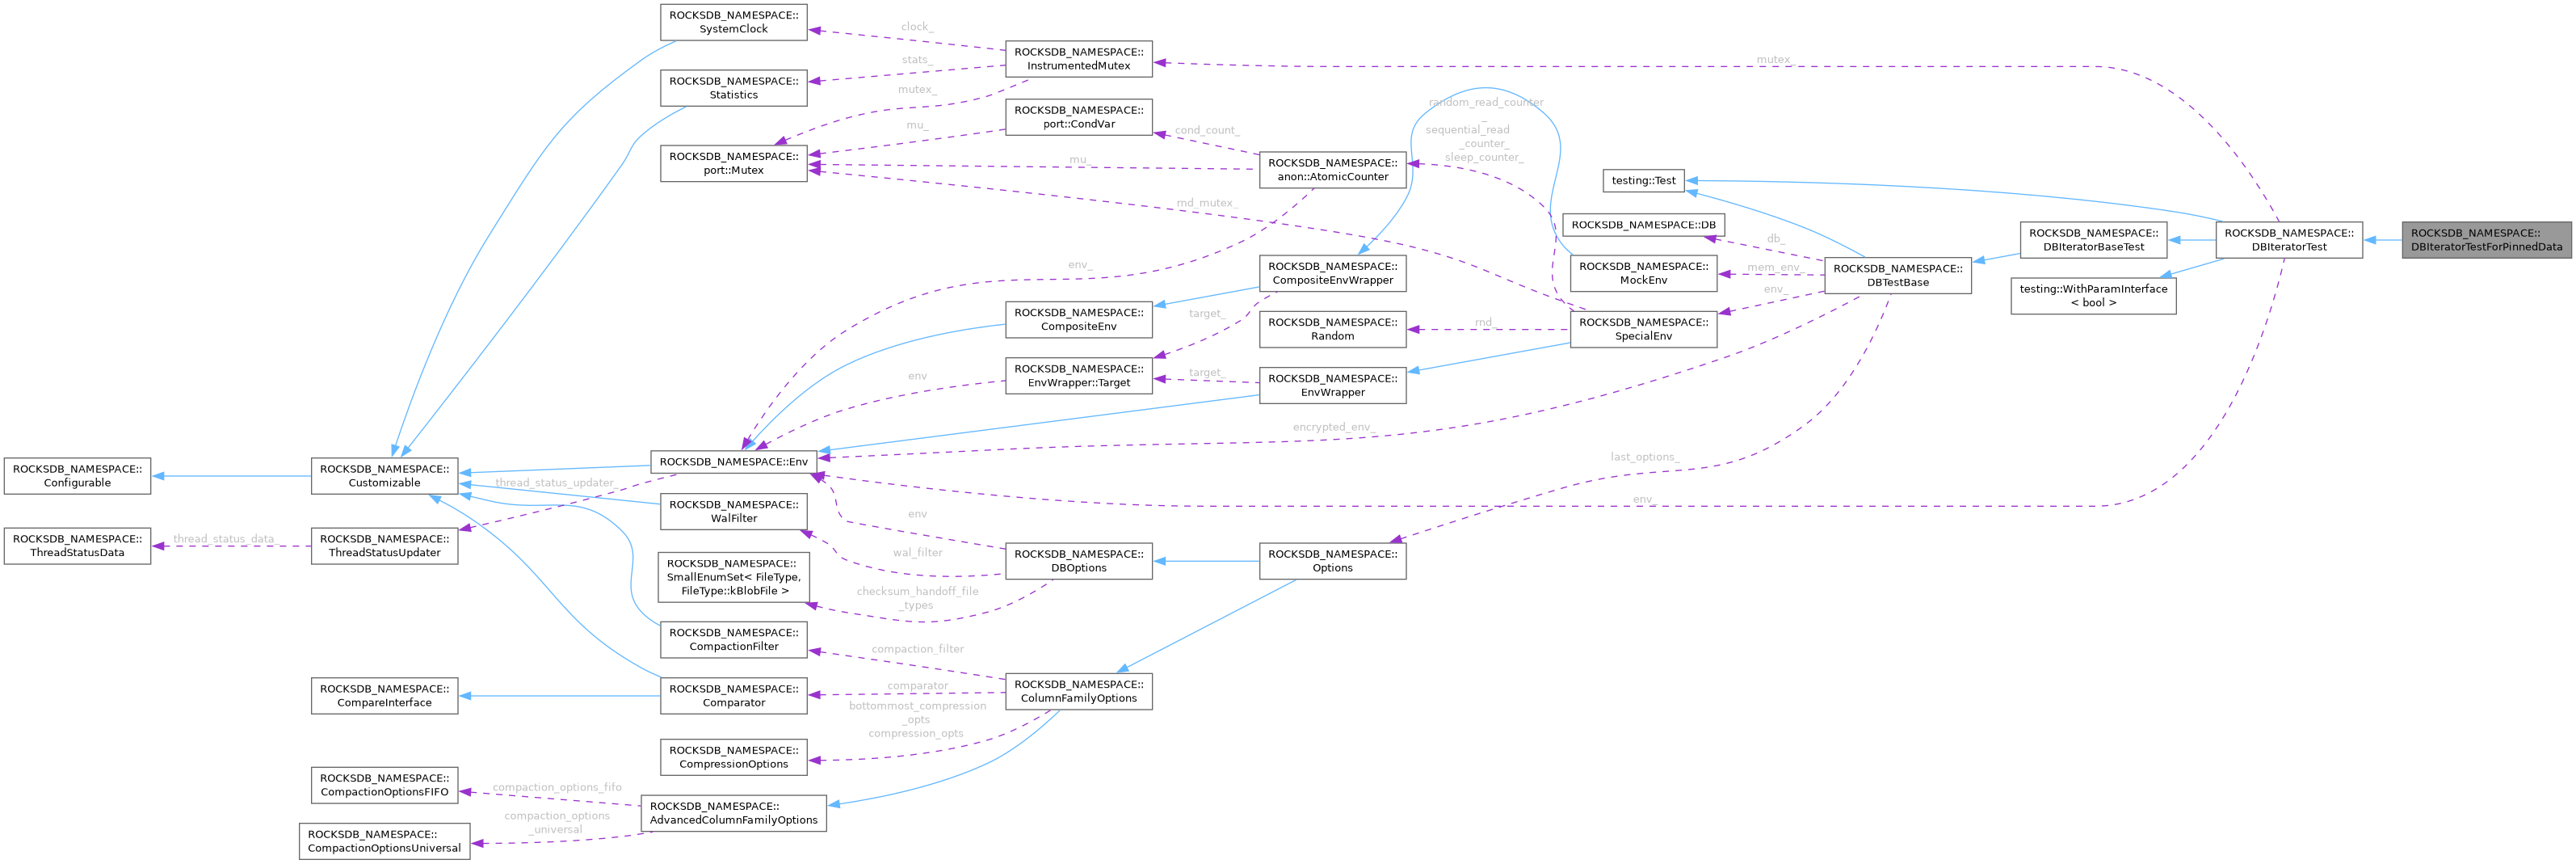 ROCKSDB_NAMESPACE::
SystemClock
ROCKSDB_NAMESPACE::
Statistics
ROCKSDB_NAMESPACE::
port::Mutex
clock_
stats_
mutex_
mu_
ROCKSDB_NAMESPACE::
InstrumentedMutex
ROCKSDB_NAMESPACE::
port::CondVar
cond_count_
mu_
rnd_mutex_
env_
ROCKSDB_NAMESPACE::
anon::AtomicCounter
random_read_counter
_
sequential_read
_counter_
sleep_counter_
mutex_
testing::Test
ROCKSDB_NAMESPACE::DB
db_
mem_env_
env_
ROCKSDB_NAMESPACE::
MockEnv
ROCKSDB_NAMESPACE::
SpecialEnv
ROCKSDB_NAMESPACE::
DBTestBase
ROCKSDB_NAMESPACE::
DBIteratorBaseTest
testing::WithParamInterface
< bool >
ROCKSDB_NAMESPACE::
DBIteratorTest
ROCKSDB_NAMESPACE::
DBIteratorTestForPinnedData
ROCKSDB_NAMESPACE::
CompositeEnvWrapper
ROCKSDB_NAMESPACE::
CompositeEnv
target_
ROCKSDB_NAMESPACE::
Random
rnd_
ROCKSDB_NAMESPACE::
EnvWrapper::Target
env
target_
ROCKSDB_NAMESPACE::
EnvWrapper
encrypted_env_
last_options_
env_
ROCKSDB_NAMESPACE::
Configurable
ROCKSDB_NAMESPACE::
Customizable
ROCKSDB_NAMESPACE::Env
thread_status_updater_
ROCKSDB_NAMESPACE::
WalFilter
ROCKSDB_NAMESPACE::
ThreadStatusData
thread_status_data_
ROCKSDB_NAMESPACE::
ThreadStatusUpdater
env
wal_filter
checksum_handoff_file
_types
ROCKSDB_NAMESPACE::
SmallEnumSet< FileType,
FileType::kBlobFile >
ROCKSDB_NAMESPACE::
DBOptions
ROCKSDB_NAMESPACE::
Options
ROCKSDB_NAMESPACE::
CompactionFilter
compaction_filter
comparator
bottommost_compression
_opts
compression_opts
ROCKSDB_NAMESPACE::
ColumnFamilyOptions
ROCKSDB_NAMESPACE::
CompareInterface
ROCKSDB_NAMESPACE::
Comparator
ROCKSDB_NAMESPACE::
CompressionOptions
ROCKSDB_NAMESPACE::
CompactionOptionsFIFO
compaction_options_fifo
ROCKSDB_NAMESPACE::
AdvancedColumnFamilyOptions
compaction_options
_universal
ROCKSDB_NAMESPACE::
CompactionOptionsUniversal